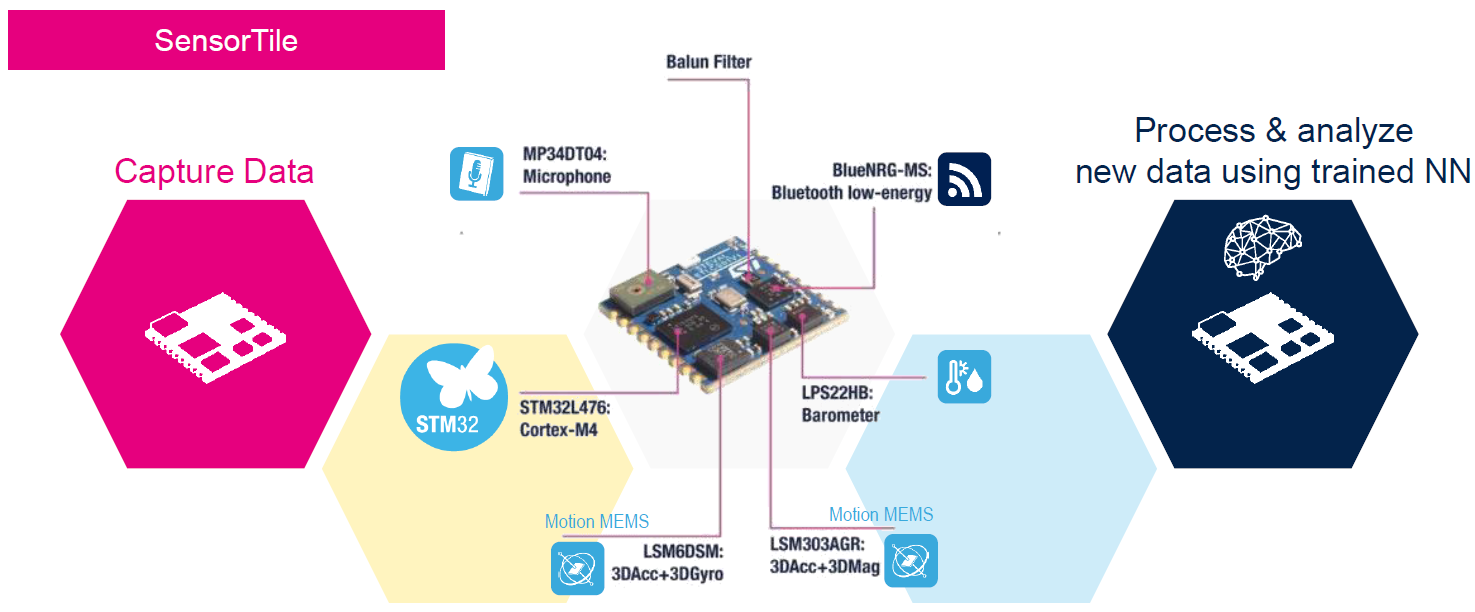 SensorTile
Balun Filter
Process & analyze
new data using trained NN
Capture Data
MP34DT04:
Microphone
BlueNRG-MS:
Bluetooth low-energy
STM32
STM32L476:
Cortex-M4
LPS22HB:
Barometer
Motion MEMS
LSM6DSM:
3DAcc+3DGyro
Motion MEMS
LSM303AGR:
3DAcc+3DMag